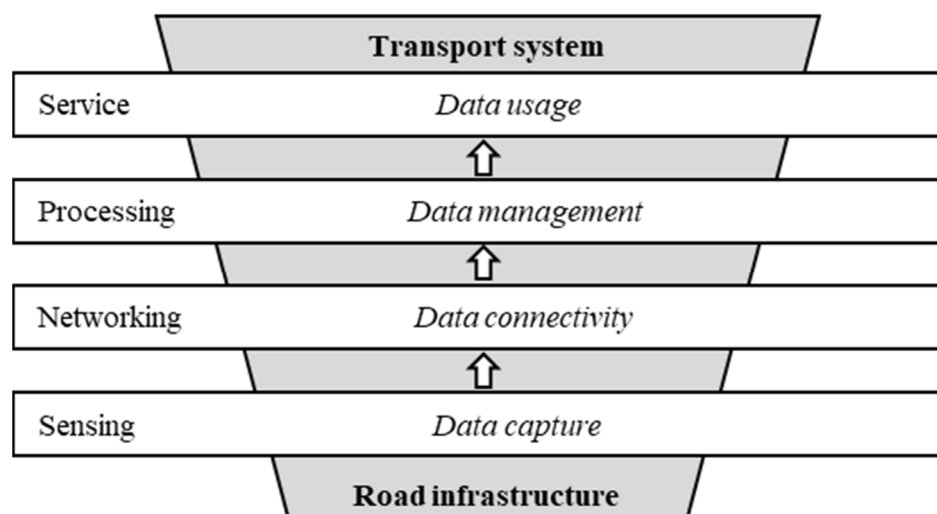 Transport system
Service Data usage
Processing Data management
Networking Data connectivity
Sensing Data capture
Road infrastructure